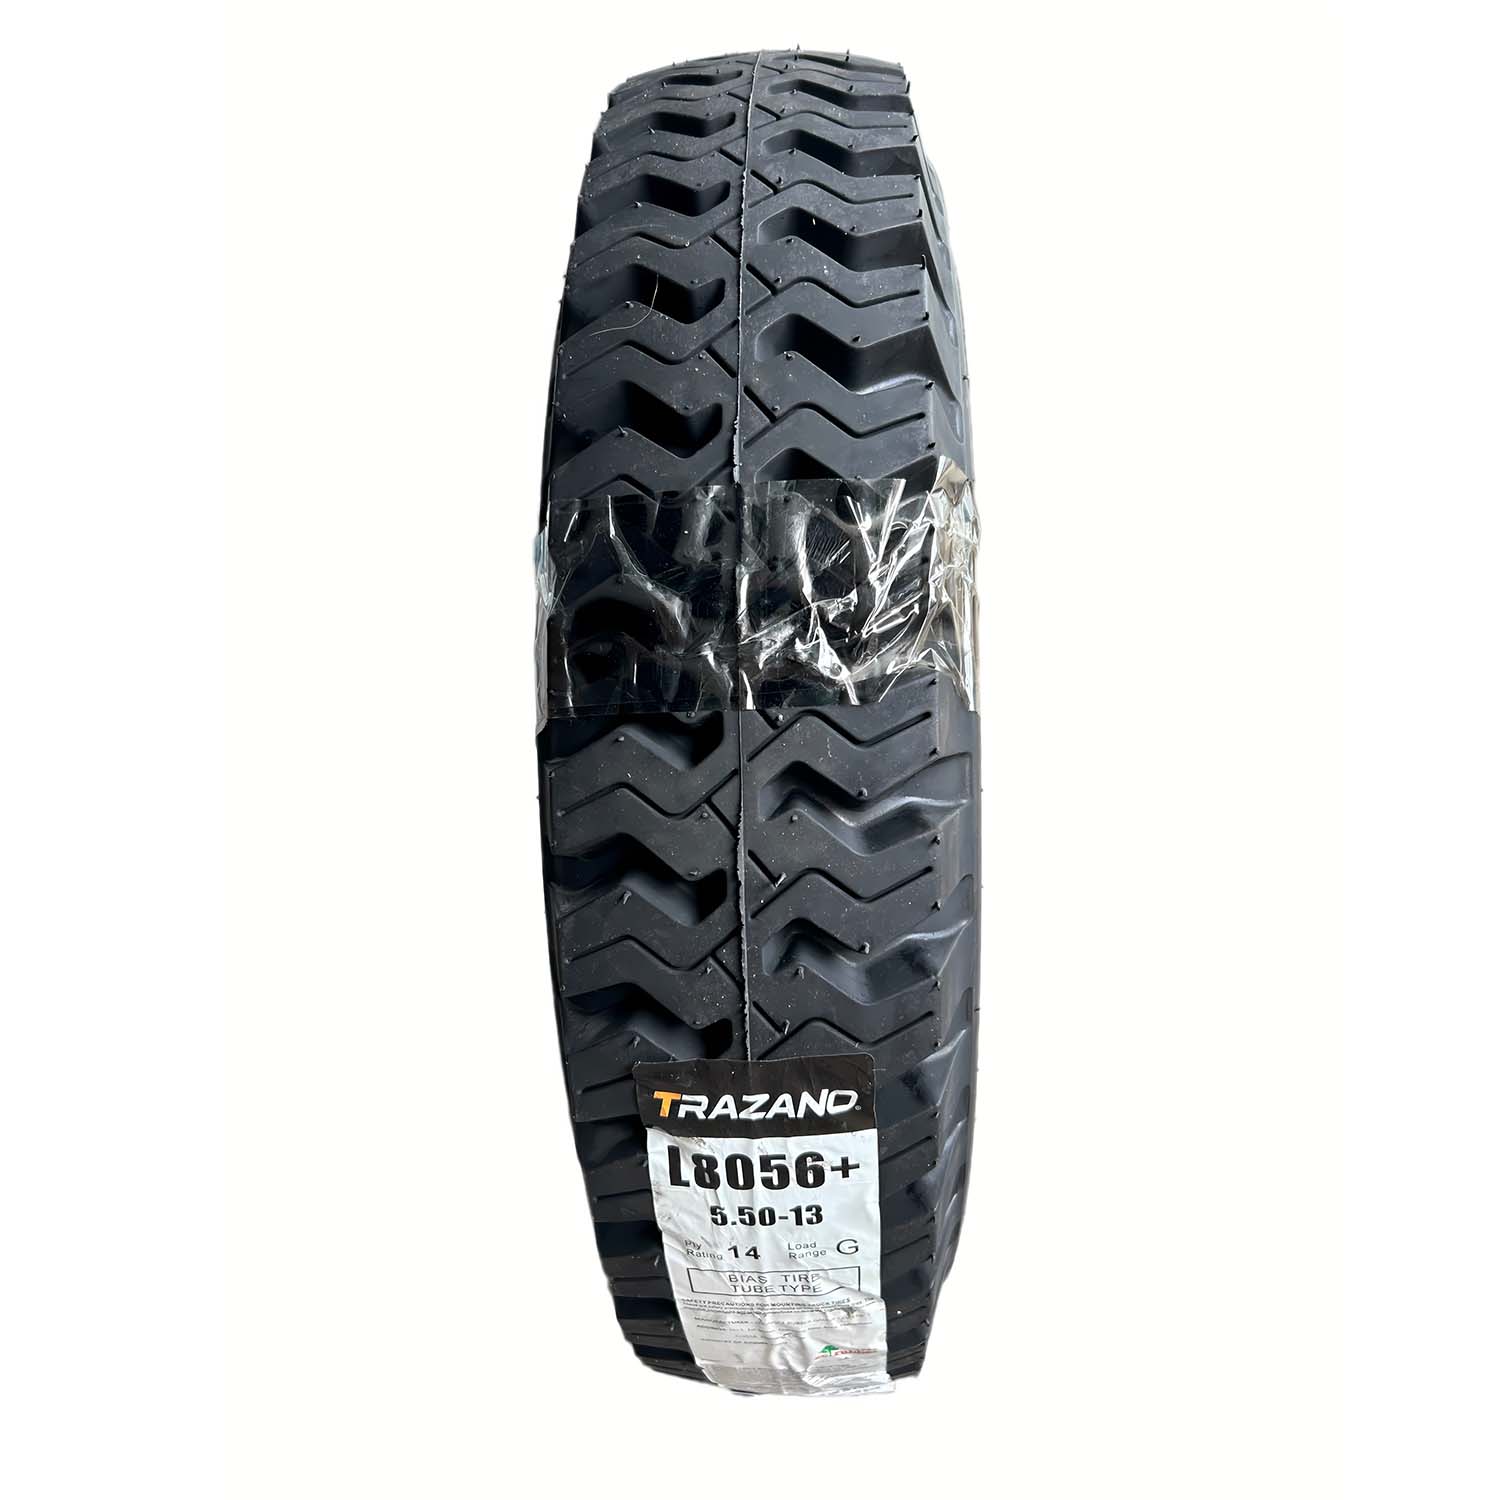 TRAZANO®
L8056+
5.50-13
Ply Rating 14 Load Range G
BIAS TIRE
TUBE TYPE
SAFETY PRECAUTIONS FOR MOUNTING TRUCK TIRES